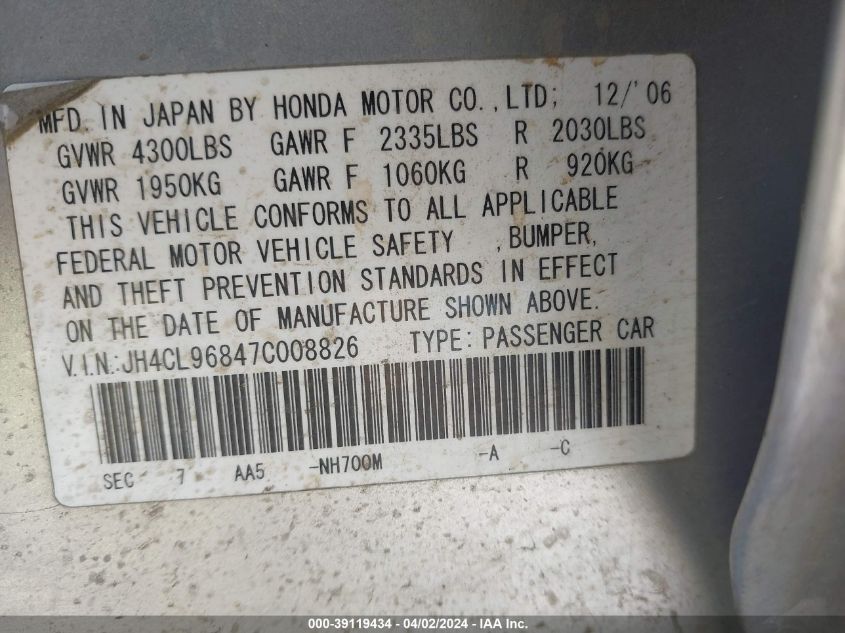 MFD. IN JAPAN BY HONDA MOTOR CO., LTD; 12/'06
GVWR 4300LBS GAWR F 2335LBS R 2030LBS
GVWR 1950KG GAWR F 1060KG R 920KG
THIS VEHICLE CONFORMS TO ALL APPLICABLE
FEDERAL MOTOR VEHICLE SAFETY , BUMPER,
AND THEFT PREVENTION STANDARDS IN EFFECT
ON THE DATE OF MANUFACTURE SHOWN ABOVE.
V.I.N.:JH4CL96847C008826 TYPE: PASSENGER CAR
SEC 7 AA5 -NH700M -A -C
000-39119434 - 04/02/2024 - IAA Inc.